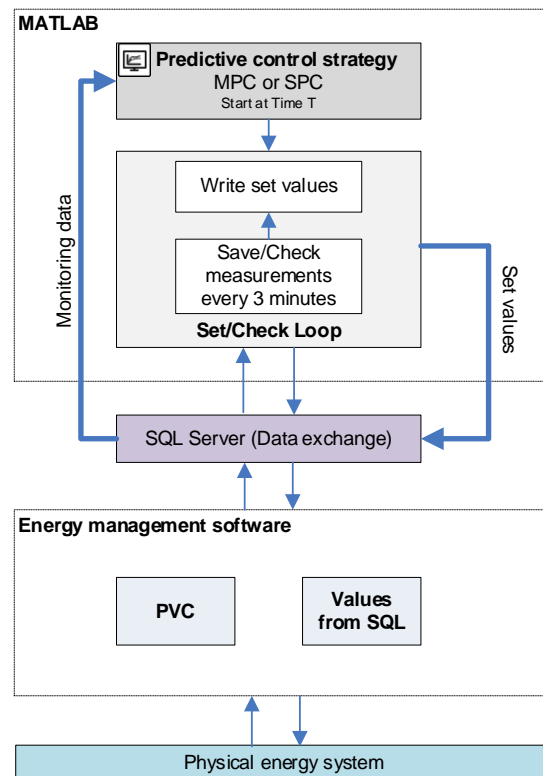 MATLAB
Predictive control strategy
MPC or SPC
Start at Time T
Write set values
Save/Check
measurements
every 3 minutes
Set/Check Loop
Monitoring data
Set values
SQL Server (Data exchange)
Energy management software
PVC
Values
from SQL
Physical energy system